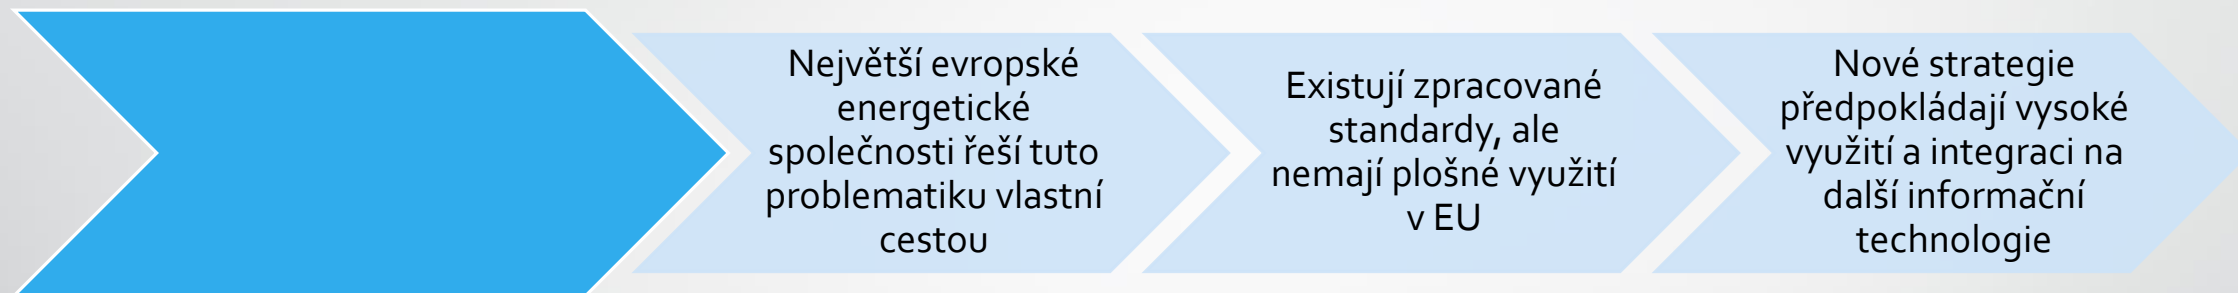 Největší evropské
energetické
společnosti řeší tuto
problematiku vlastní
cestou
Existují zpracované
standardy, ale
nemají plošné využití
v EU
Nové strategie
předpokládají vysoké
využití a integraci na
další informační
technologie